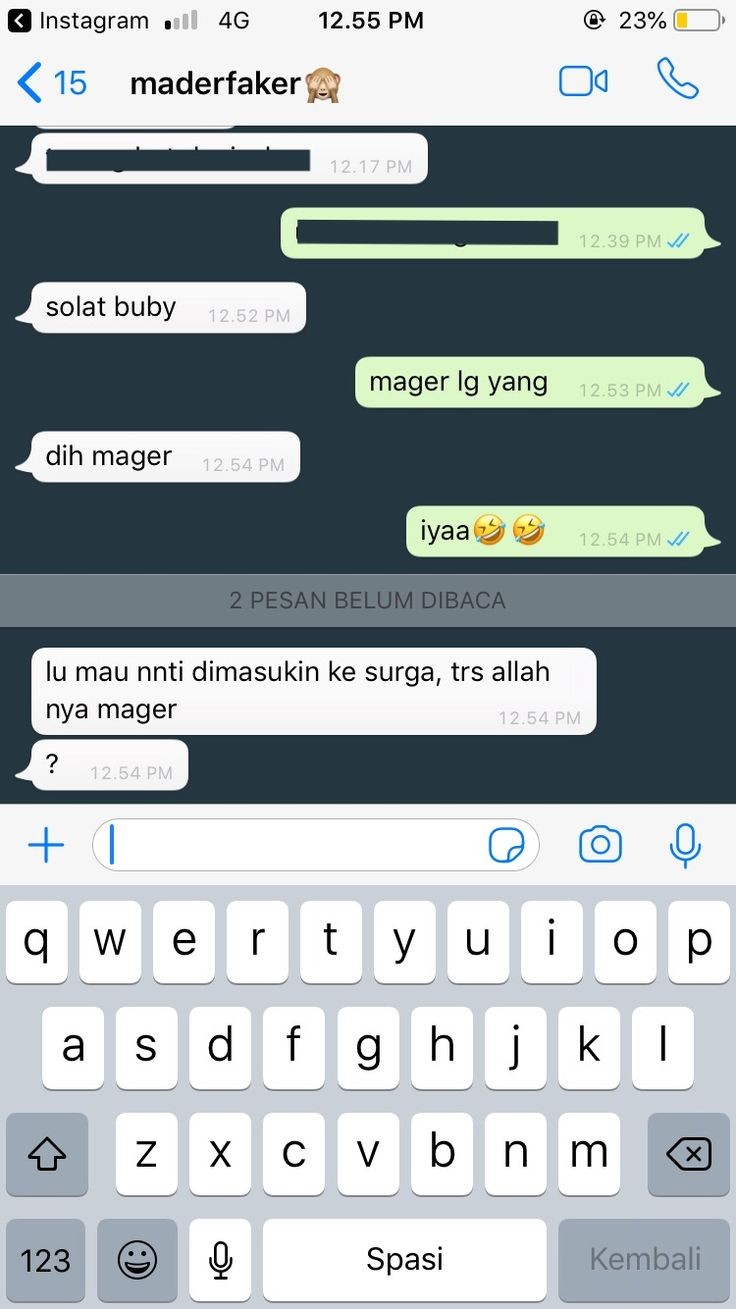 Instagram 4G 12.55 PM 23%
15 maderfaker🙈
12.17 PM
12.39 PM
solat buby 12.52 PM
mager lg yang 12.53 PM
dih mager 12.54 PM
iyaa🤣🤣 12.54 PM
2 PESAN BELUM DIBACA
lu mau nnti dimasukin ke surga, trs allah
nya mager 12.54 PM
? 12.54 PM
q w e r t y u i o p
a s d f g h j k l
z x c v b n m
123 Spasi Kembali